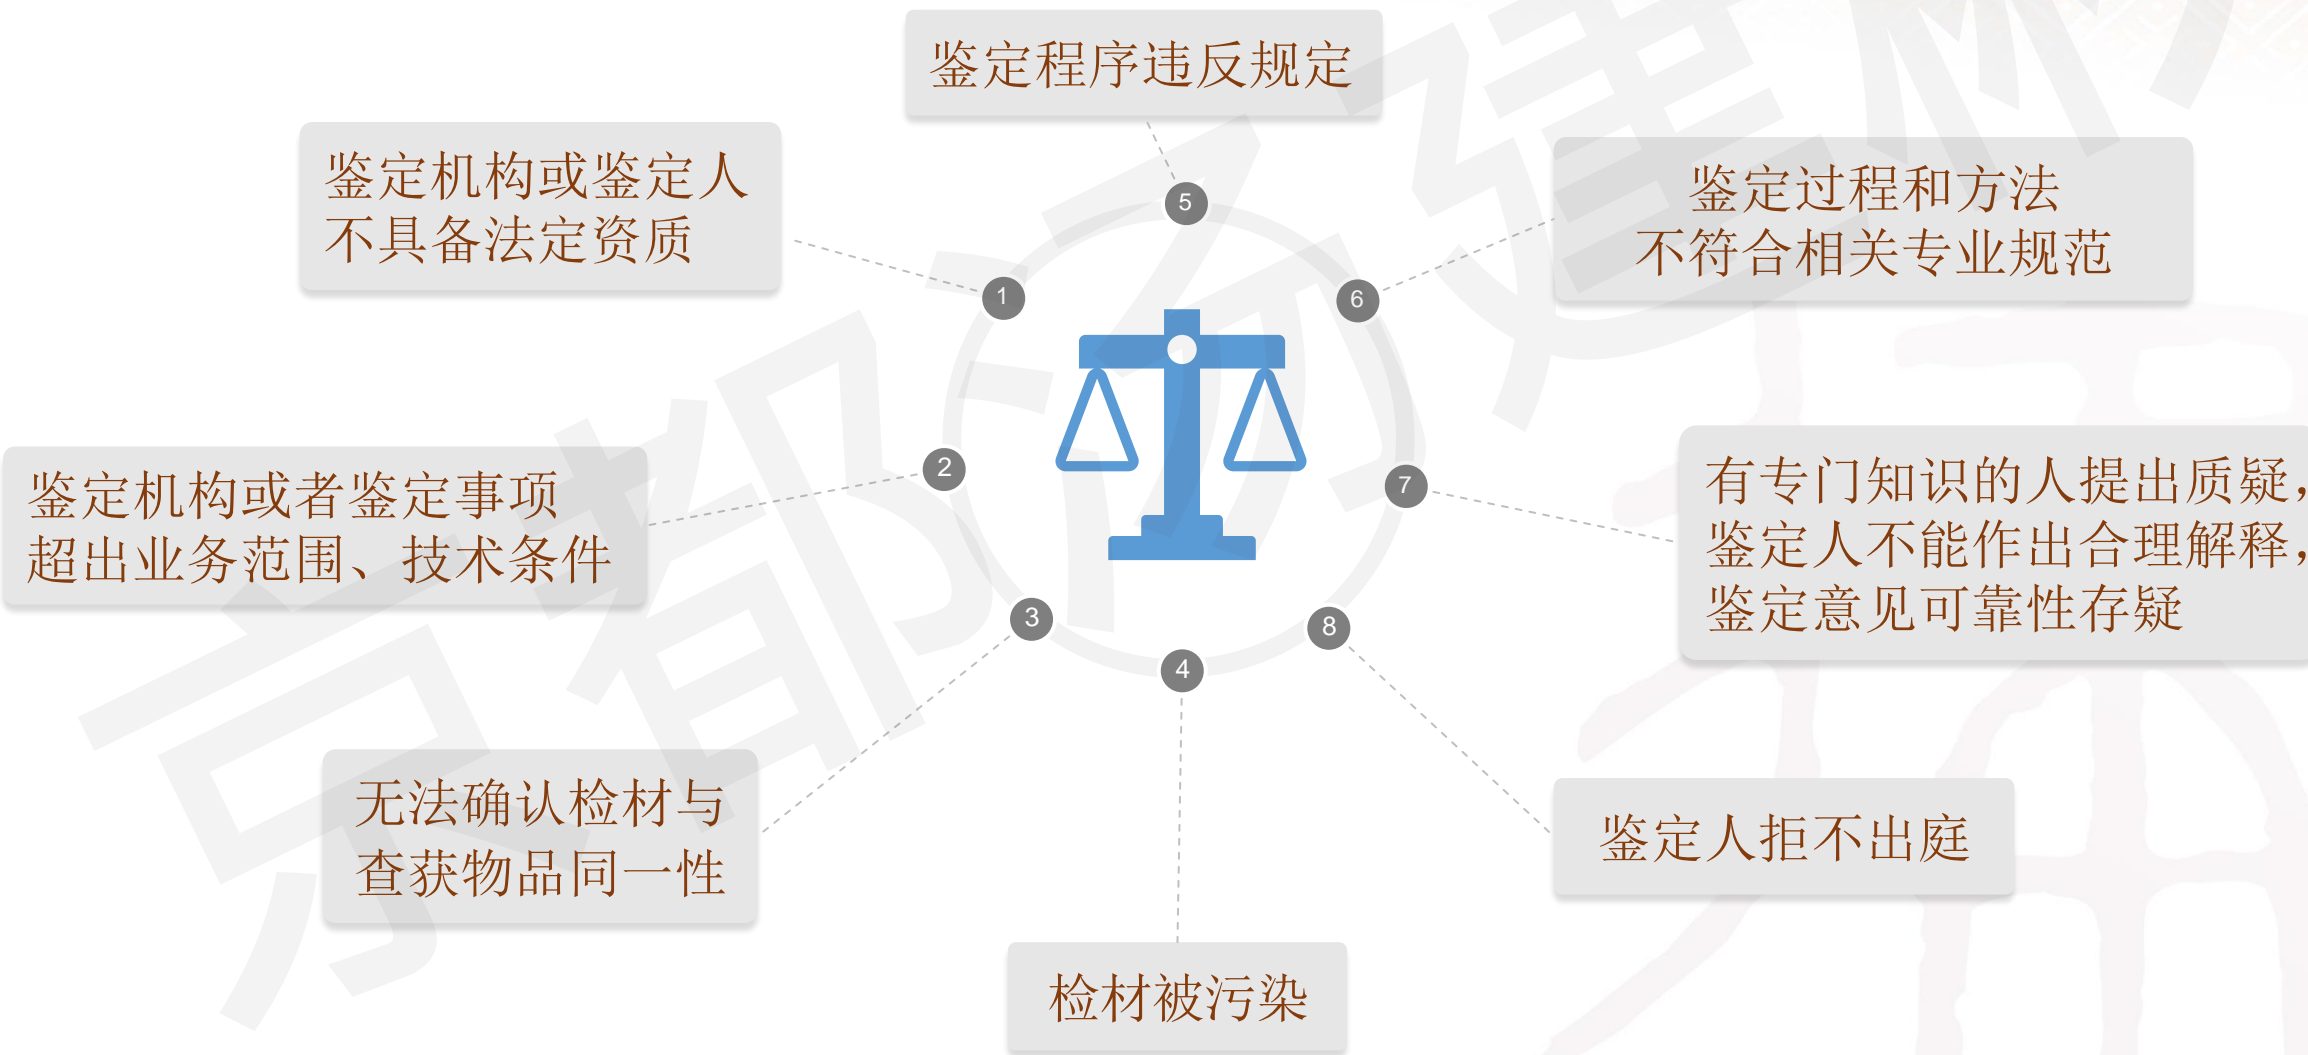 鉴定程序违反规定
鉴定机构或鉴定人
不具备法定资质
鉴定过程和方法
不符合相关专业规范
5
1
6
鉴定机构或者鉴定事项
超出业务范围、技术条件
2
7
有专门知识的人提出质疑，
鉴定人不能作出合理解释，
鉴定意见可靠性存疑
3
8
4
无法确认检材与
查获物品同一性
鉴定人拒不出庭
检材被污染
京都汤建彬